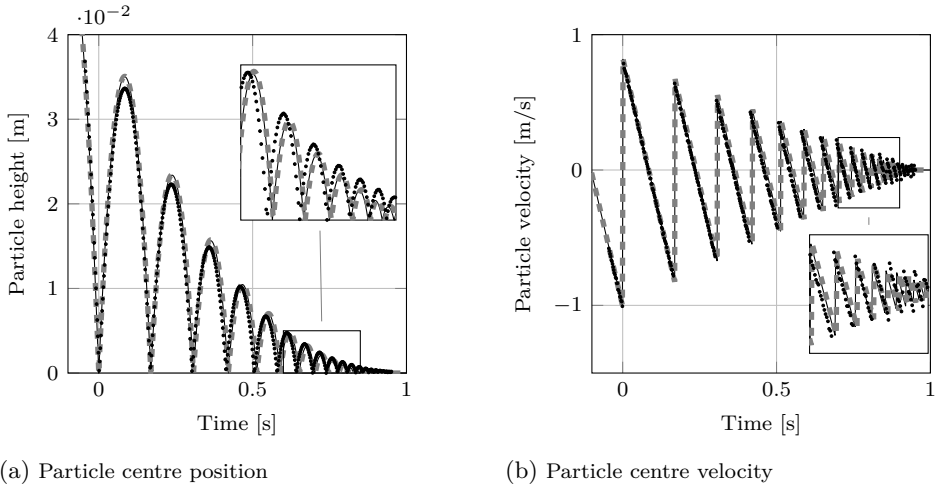 ·10⁻²
4
3
2
1
0
0
0.5
1
Particle height [m]
Time [s]
(a) Particle centre position
1
0
−1
0
0.5
1
Particle velocity [m/s]
Time [s]
(b) Particle centre velocity